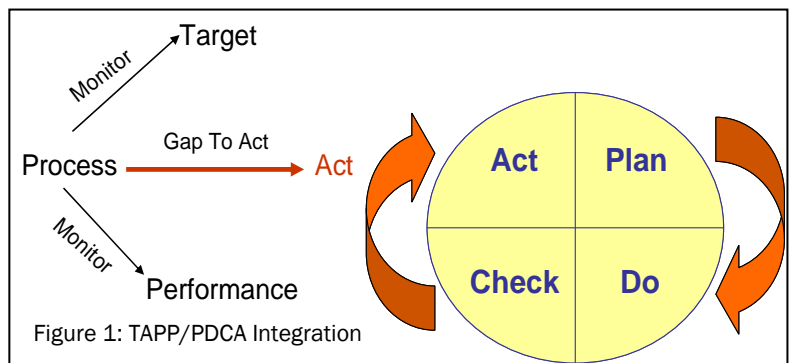 Target
Monitor
Gap To Act
Process
Act
Monitor
Performance
Act
Plan
Check
Do
Figure 1: TAPP/PDCA Integration